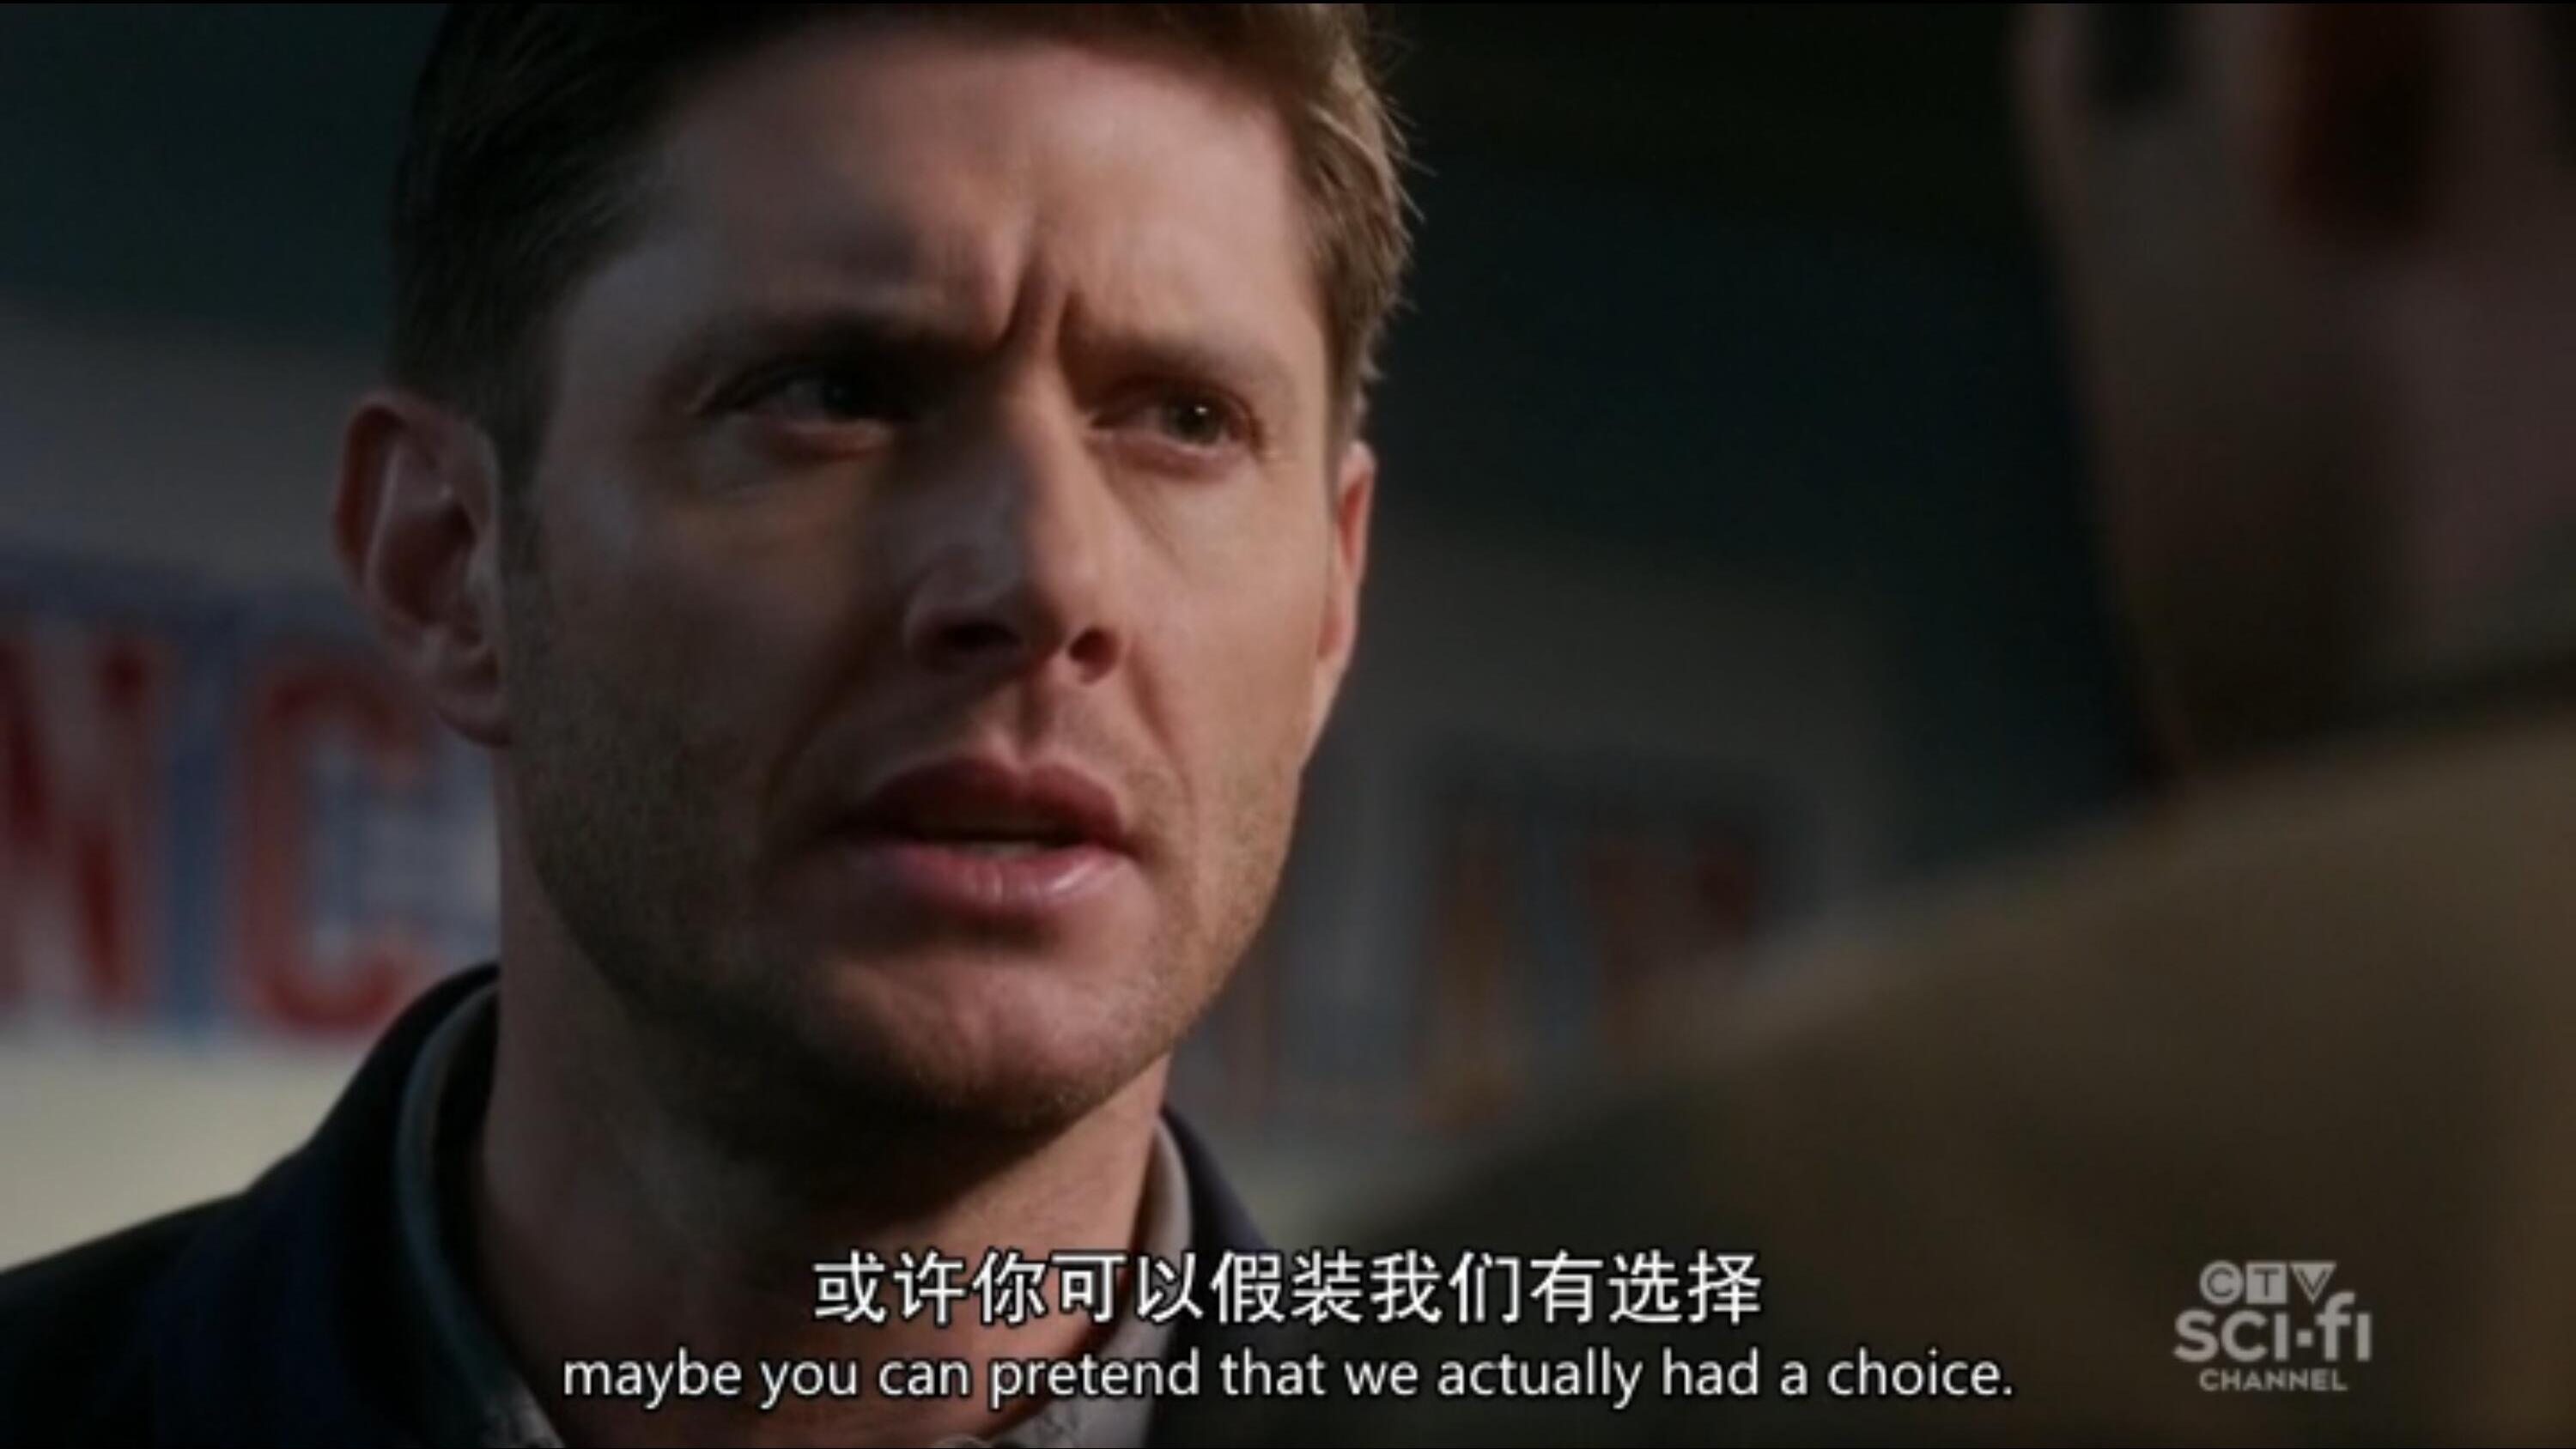 NC
或许你可以假装我们有选择
maybe you can pretend that we actually had a choice.
CTV
SCI-FI
CHANNEL